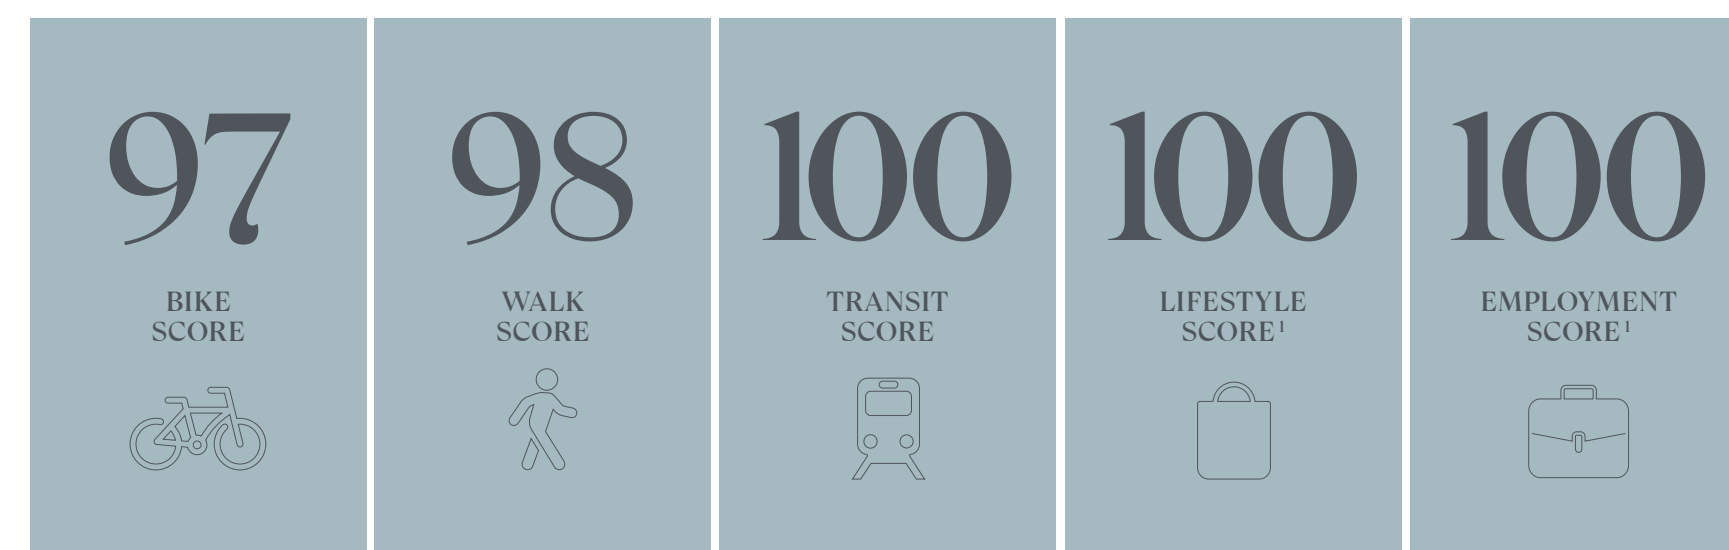 97
BIKE
SCORE
98
WALK
SCORE
100
TRANSIT
SCORE
100
LIFESTYLE
SCORE¹
100
EMPLOYMENT
SCORE¹